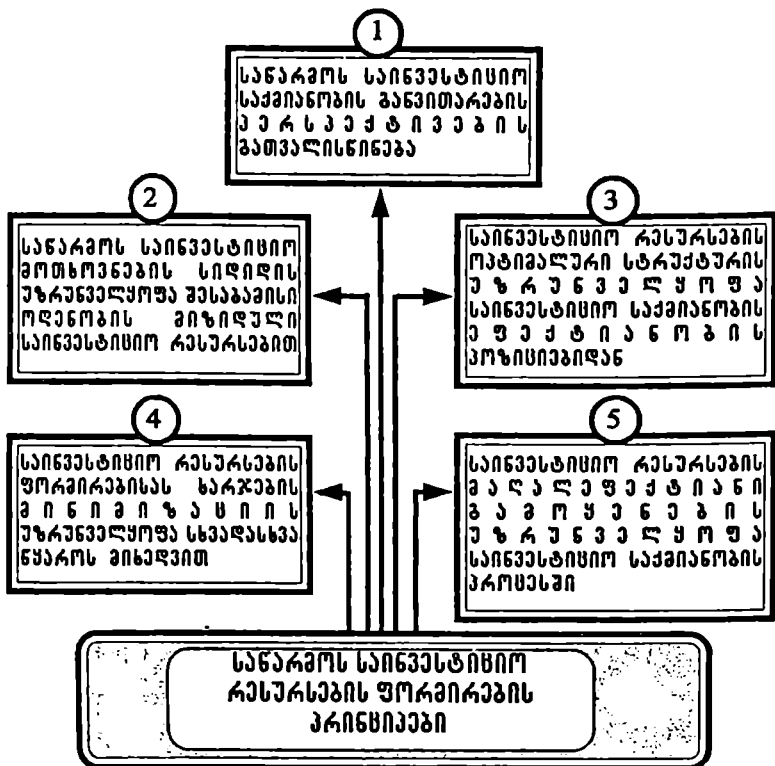 1
საწარმოს საინვესტიციო
საქმიანობის განვითარების
პერსპექტივების
გათვალისწინება
2
საწარმოს საინვესტიციო
მოთხოვნების სიდიდის
უზრუნველყოფა შესაბამისი
ოდენობის მიზიდული
საინვესტიციო რესურსებით
3
საინვესტიციო რესურსების
ოპტიმალური სტრუქტურის
უზრუნველყოფა
საინვესტიციო საქმიანობის
ეფექტიანობის
პოზიციებიდან
4
საინვესტიციო რესურსების
ფორმირებისას ხარჯების
მინიმიზაციის
უზრუნველყოფა სხვადასხვა
წყაროს მიხედვით
5
საინვესტიციო რესურსების
მაღალეფექტიანი
გამოყენების
უზრუნველყოფა
საინვესტიციო საქმიანობის
პროცესში
საწარმოს საინვესტიციო
რესურსების ფორმირების
პრინციპები